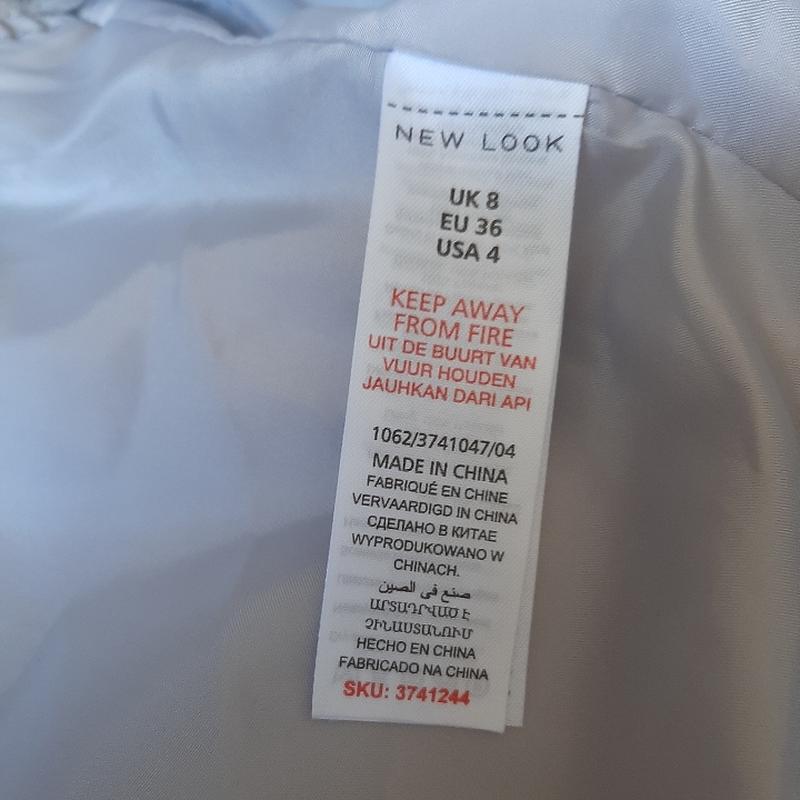 NEW LOOK
UK 8
EU 36
USA 4
KEEP AWAY
FROM FIRE
UIT DE BUURT VAN
VUUR HOUDEN
JAUHKAN DARI API
1062/3741047/04
MADE IN CHINA
FABRIQUÉ EN CHINE
VERVAARDIGD IN CHINA
СДЕЛАНО В КИТАЕ
WYPRODUKOWANO W
CHINACH.
صنع في الصين
ԱՐՏԱԴՐՎԱԾ Է
ՉԻՆԱՍՏԱՆՈՒՄ
HECHO EN CHINA
FABRICADO NA CHINA
SKU: 3741244